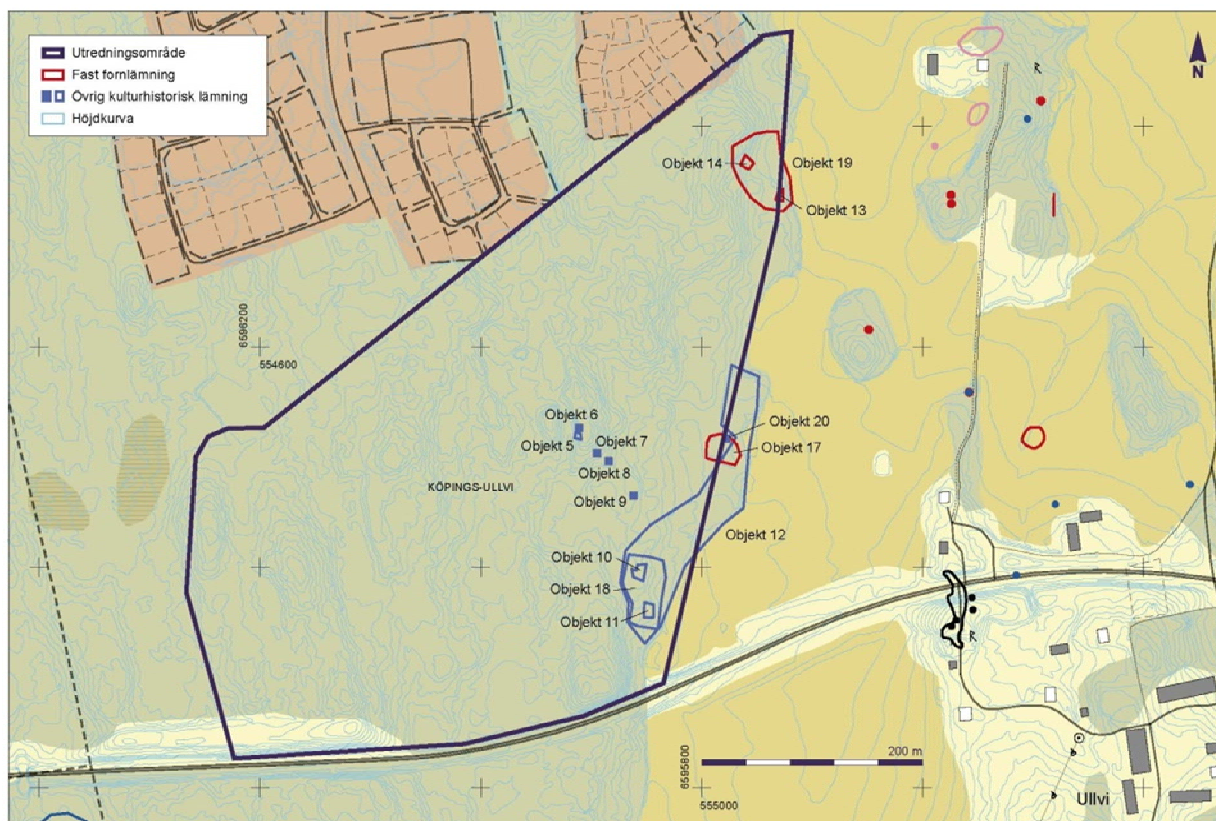 Utredningsområde
Fast fornlämning
Övrig kulturhistorisk lämning
Höjdkurva
N
R
Objekt 14
Objekt 19
Objekt 13
6596200
554600
Objekt 6
Objekt 5
Objekt 7
Objekt 8
Objekt 20
Objekt 17
KÖPINGS-ULLVI
Objekt 9
Objekt 12
Objekt 10
Objekt 18
Objekt 11
R
200 m
6595800
555000
Ullvi